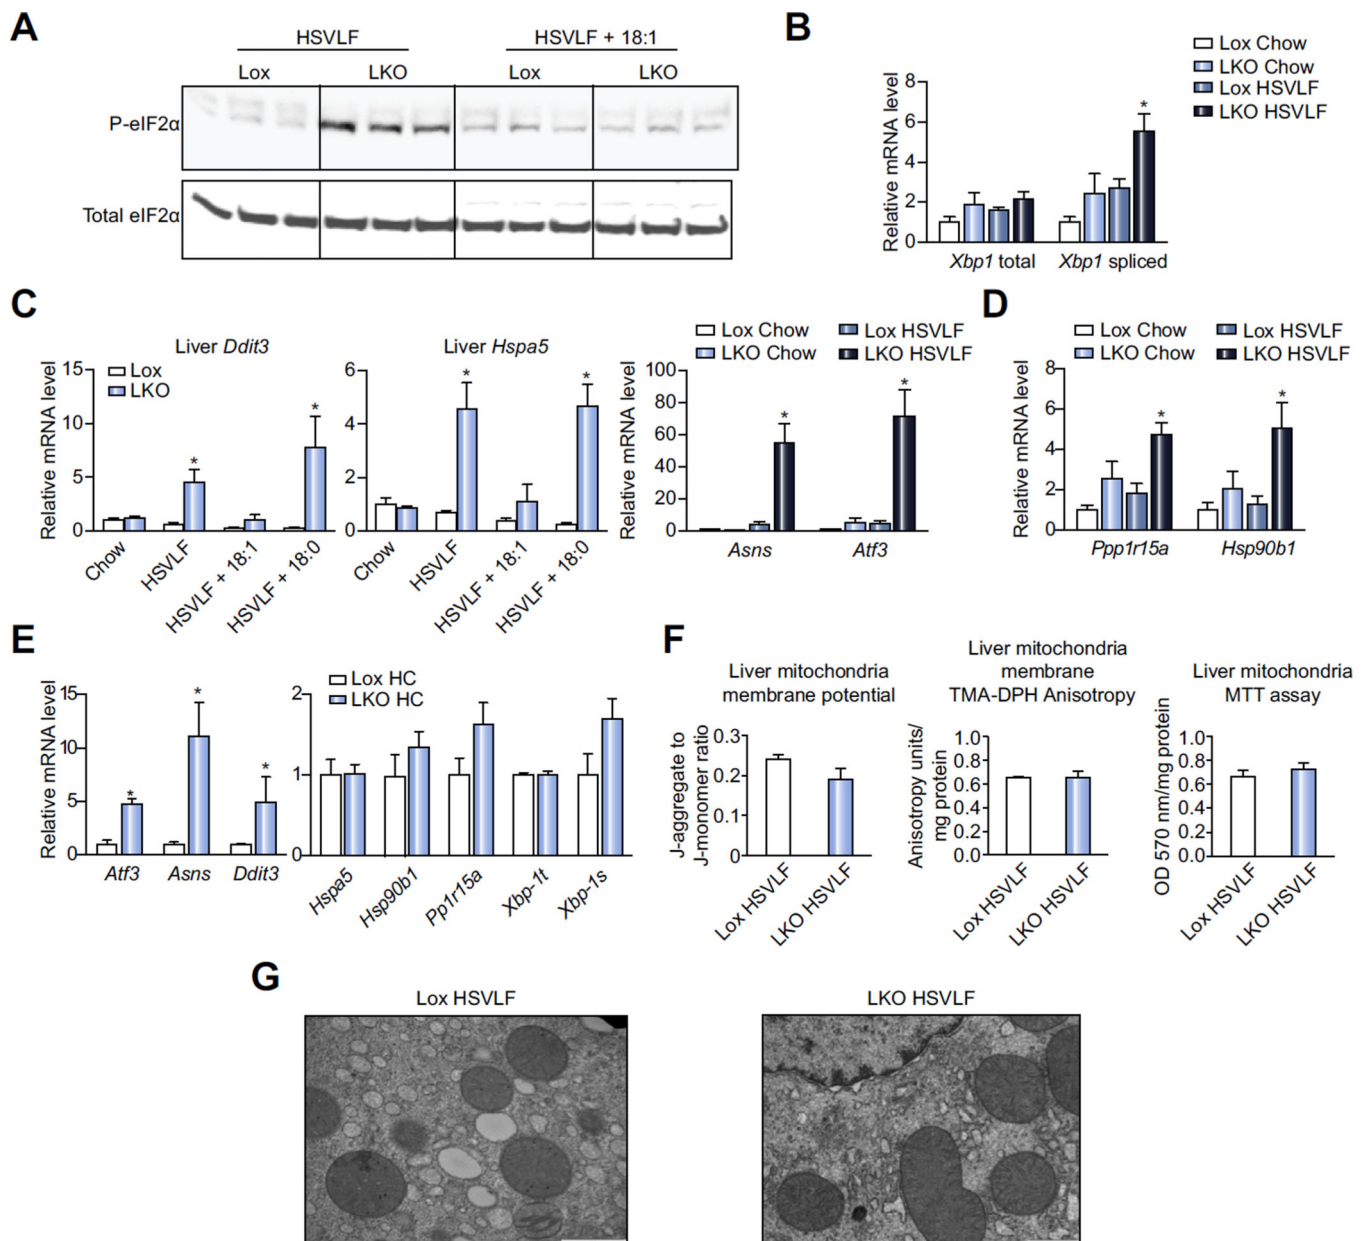 A
HSVLF
HSVLF + 18:1
Lox
LKO
Lox
LKO
P-eIF2α
Total eIF2α
B
Relative mRNA level
8
6
4
2
0
*
Xbp1 total
Xbp1 spliced
Lox Chow
LKO Chow
Lox HSVLF
LKO HSVLF
C
Liver Ddit3
Relative mRNA level
15
10
5
0
Lox
LKO
*
*
Chow
HSVLF
HSVLF + 18:1
HSVLF + 18:0
Liver Hspa5
6
4
2
0
*
*
Chow
HSVLF
HSVLF + 18:1
HSVLF + 18:0
Lox Chow
LKO Chow
Lox HSVLF
LKO HSVLF
100
80
60
40
20
0
*
*
Asns
Atf3
D
Lox Chow
LKO Chow
Lox HSVLF
LKO HSVLF
Relative mRNA level
8
6
4
2
0
*
*
Ppp1r15a
Hsp90b1
E
Relative mRNA level
15
10
5
0
*
*
*
Atf3
Asns
Ddit3
Lox HC
LKO HC
2
1
0
Hspa5
Hsp90b1
Pp1r15a
Xbp-1t
Xbp-1s
F
Liver mitochondria
membrane potential
J-aggregate to
J-monomer ratio
0.3
0.2
0.1
0
Lox HSVLF
LKO HSVLF
Liver mitochondria
membrane
TMA-DPH Anisotropy
Anisotropy units/
mg protein
1.0
0.8
0.6
0.4
0.2
0.0
Lox HSVLF
LKO HSVLF
Liver mitochondria
MTT assay
OD 570 nm/mg protein
1.0
0.8
0.6
0.4
0.2
0.0
Lox HSVLF
LKO HSVLF
G
Lox HSVLF
LKO HSVLF